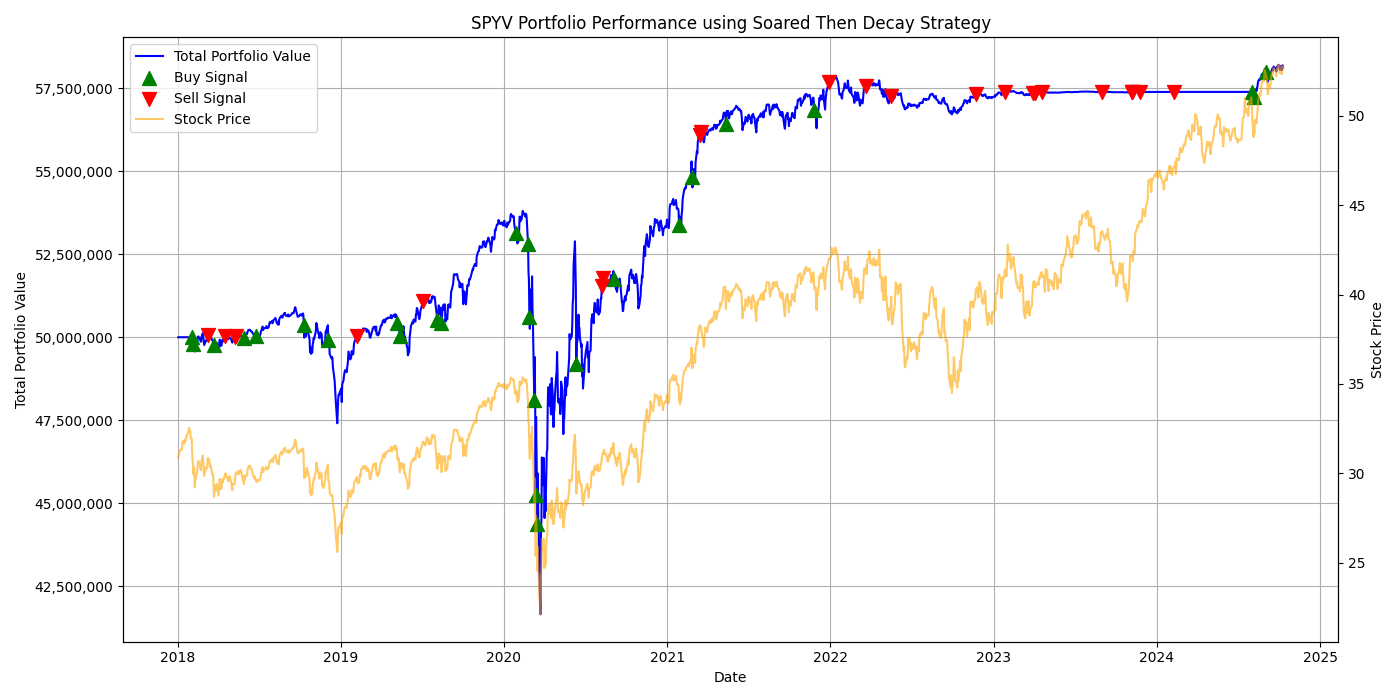 SPYV Portfolio Performance using Soared Then Decay Strategy
Total Portfolio Value
Buy Signal
Sell Signal
Stock Price
57,500,000
55,000,000
52,500,000
50,000,000
47,500,000
45,000,000
42,500,000
Total Portfolio Value
50
45
40
35
30
25
Stock Price
2018
2019
2020
2021
2022
2023
2024
2025
Date